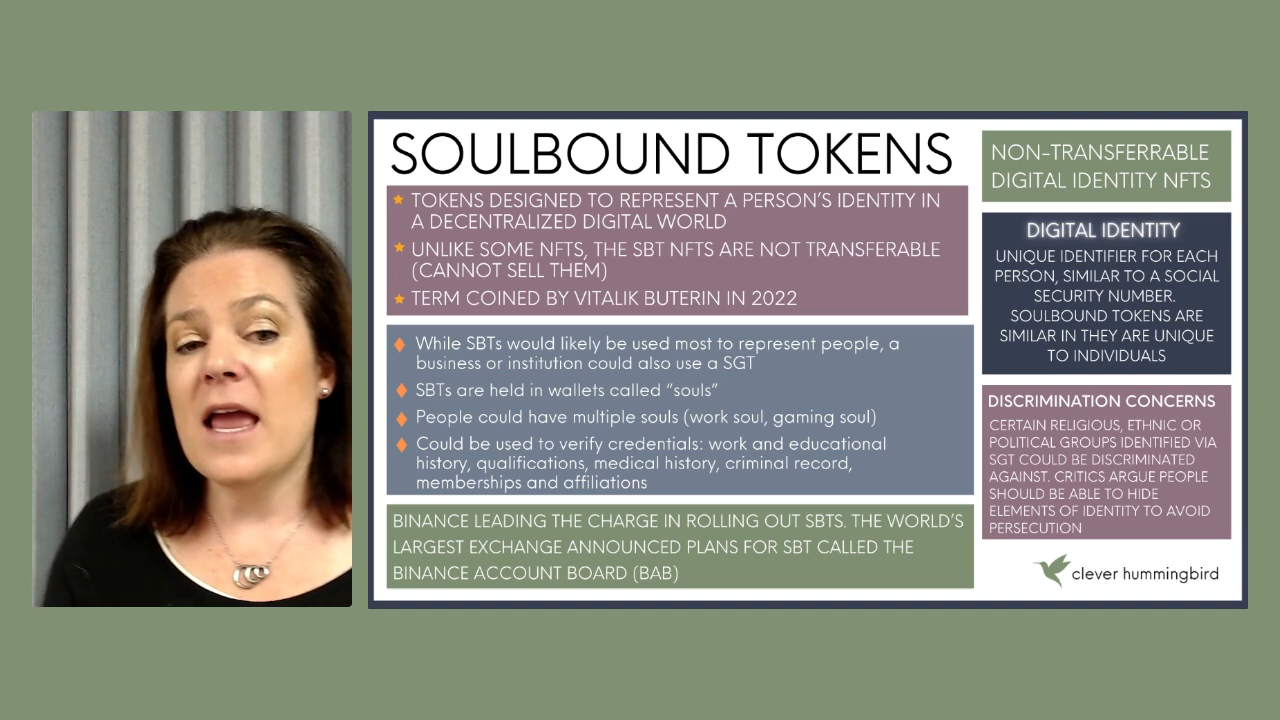 SOULBOUND TOKENS
★ TOKENS DESIGNED TO REPRESENT A PERSON'S IDENTITY IN
A DECENTRALIZED DIGITAL WORLD
★ UNLIKE SOME NFTS, THE SBT NFTS ARE NOT TRANSFERABLE
(CANNOT SELL THEM)
★ TERM COINED BY VITALIK BUTERIN IN 2022
♦ While SBTs would likely be used most to represent people, a
business or institution could also use a SGT
♦ SBTs are held in wallets called "souls"
♦ People could have multiple souls (work soul, gaming soul)
♦ Could be used to verify credentials: work and educational
history, qualifications, medical history, criminal record,
memberships and affiliations
BINANCE LEADING THE CHARGE IN ROLLING OUT SBTS. THE WORLD'S
LARGEST EXCHANGE ANNOUNCED PLANS FOR SBT CALLED THE
BINANCE ACCOUNT BOARD (BAB)
NON-TRANSFERRABLE
DIGITAL IDENTITY NFTS
DIGITAL IDENTITY
UNIQUE IDENTIFIER FOR EACH
PERSON, SIMILAR TO A SOCIAL
SECURITY NUMBER.
SOULBOUND TOKENS ARE
SIMILAR IN THEY ARE UNIQUE
TO INDIVIDUALS
DISCRIMINATION CONCERNS
CERTAIN RELIGIOUS, ETHNIC OR
POLITICAL GROUPS IDENTIFIED VIA
SGT COULD BE DISCRIMINATED
AGAINST. CRITICS ARGUE PEOPLE
SHOULD BE ABLE TO HIDE
ELEMENTS OF IDENTITY TO AVOID
PERSECUTION
clever hummingbird